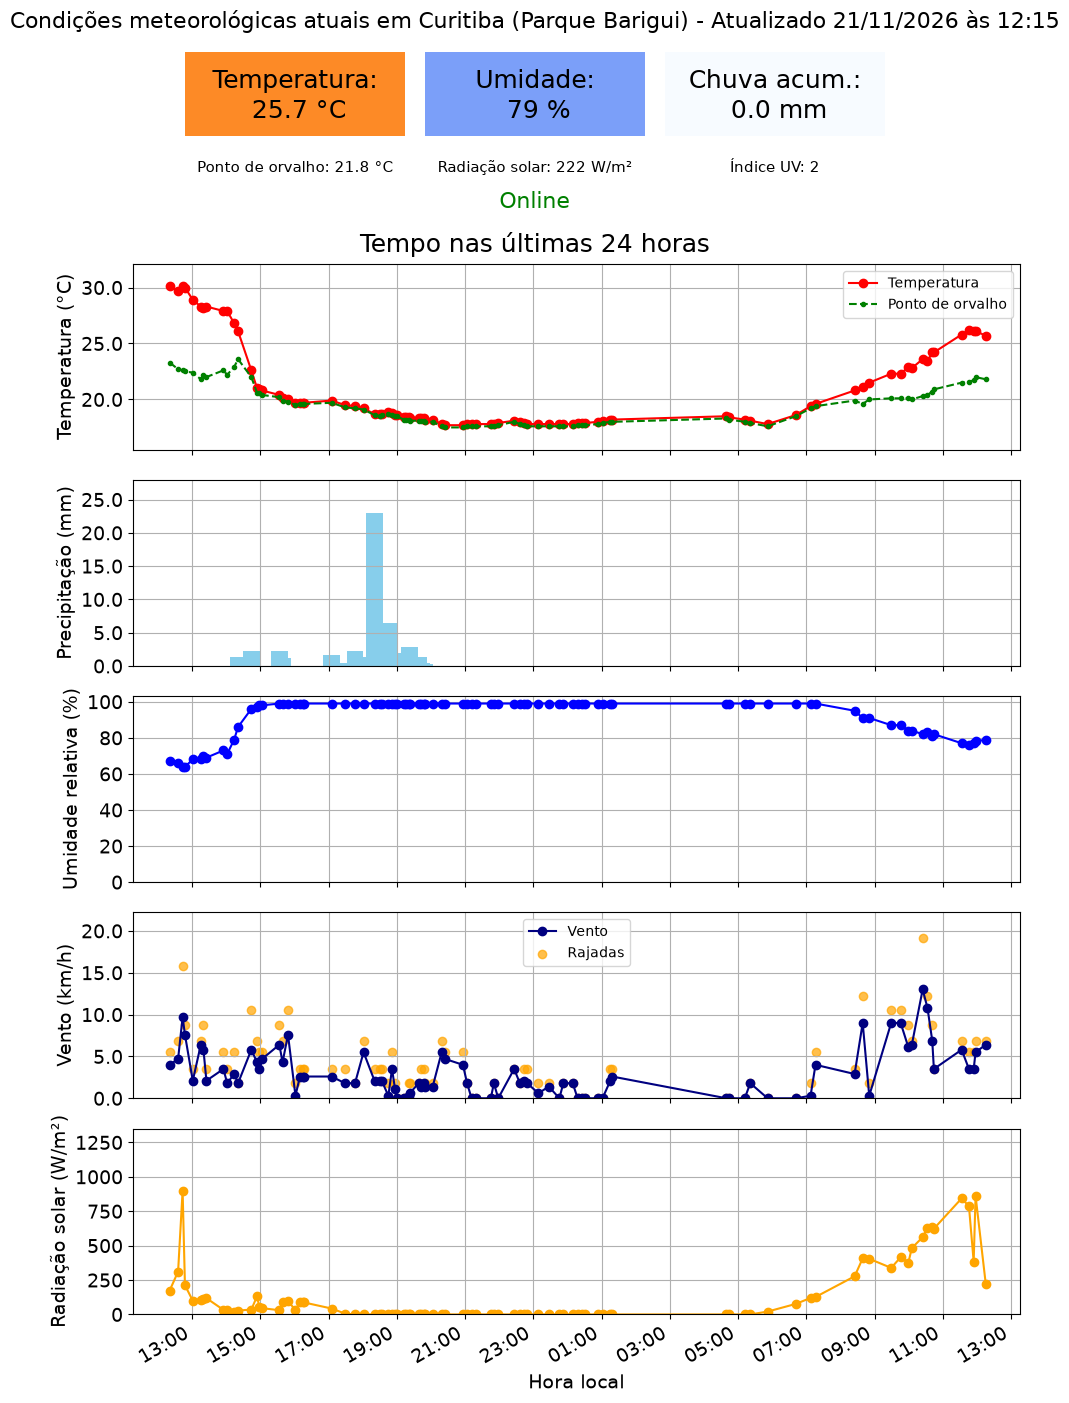 Condições meteorológicas atuais em Curitiba (Parque Barigui) - Atualizado 21/11/2026 às 12:15
Temperatura:
25.7 °C
Umidade:
79 %
Chuva acum.:
0.0 mm
Ponto de orvalho: 21.8 °C
Radiação solar: 222 W/m²
Índice UV: 2
Online
Tempo nas últimas 24 horas
Temperatura (°C)
30.0
25.0
20.0
Temperatura
Ponto de orvalho
Precipitação (mm)
25.0
20.0
15.0
10.0
5.0
0.0
Umidade relativa (%)
100
80
60
40
20
0
Vento (km/h)
20.0
15.0
10.0
5.0
0.0
Vento
Rajadas
Radiação solar (W/m²)
1250
1000
750
500
250
0
13:00
15:00
17:00
19:00
21:00
23:00
01:00
03:00
05:00
07:00
09:00
11:00
13:00
Hora local